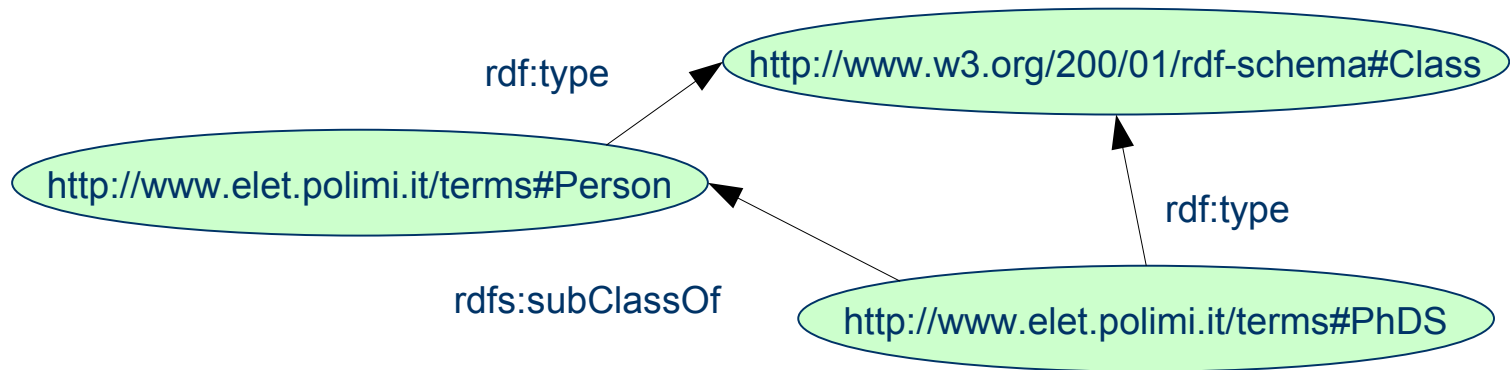 http://www.w3.org/200/01/rdf-schema#Class
rdf:type
http://www.elet.polimi.it/terms#Person
rdf:type
rdfs:subClassOf
http://www.elet.polimi.it/terms#PhDS